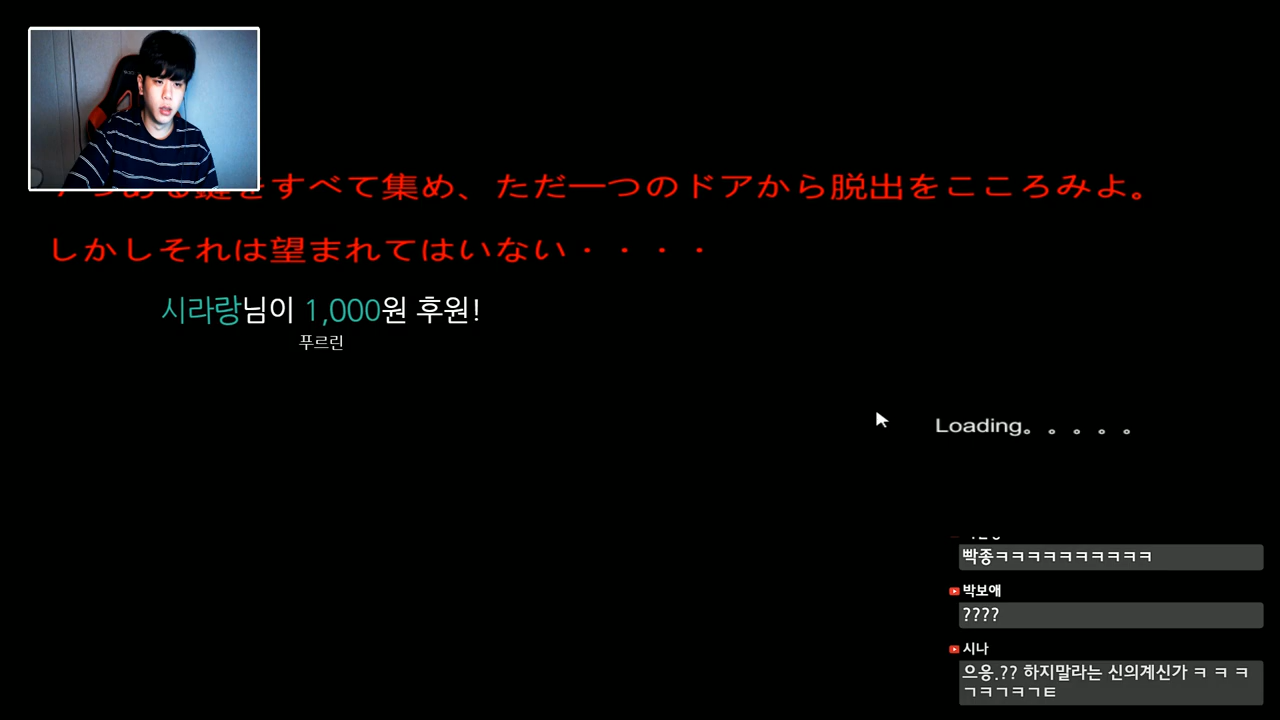 をすべて集め、ただ一つのドアから脱出をこころみよ。
しかしそれは望まれてはいない・・・・
시라랑님이 1,000원 후원!
푸르린
Loading。。。。。
빡종ㅋㅋㅋㅋㅋㅋㅋㅋㅋㅋ
박보애
????
시나
으응.?? 하지말라는 신의계신가 ㅋ ㅋ ㅋ
ㄱㅋㄱㅋㄱㅌ